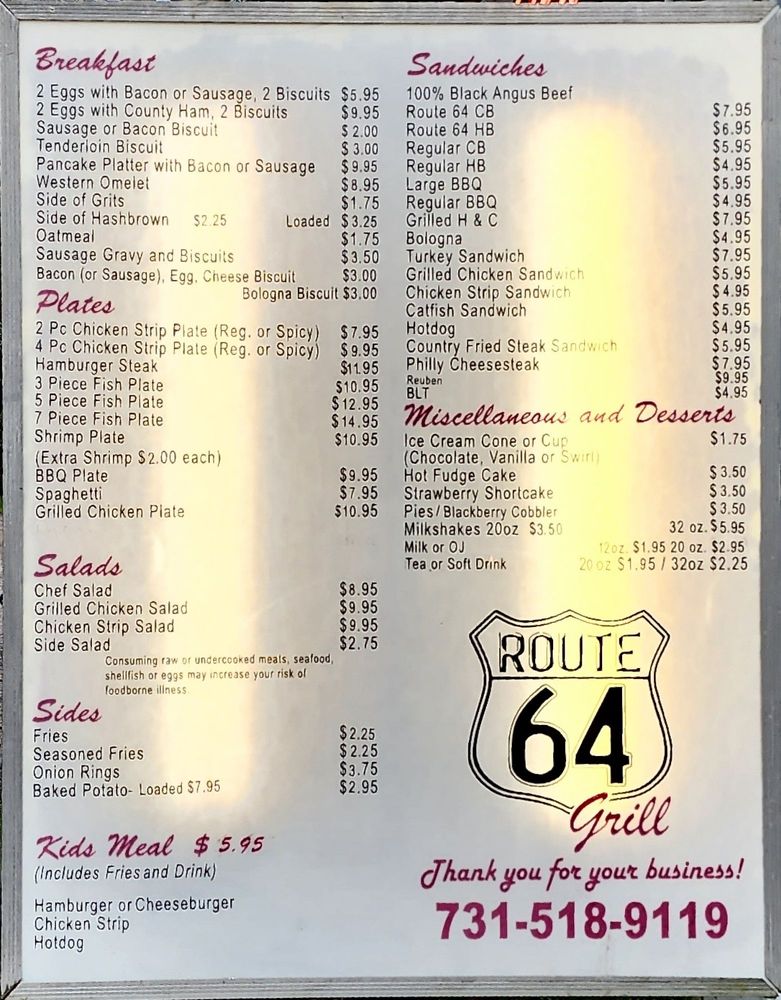 Breakfast
2 Eggs with Bacon or Sausage, 2 Biscuits $5.95
2 Eggs with County Ham, 2 Biscuits $9.95
Sausage or Bacon Biscuit $2.00
Tenderloin Biscuit $3.00
Pancake Platter with Bacon or Sausage $9.95
Western Omelet $8.95
Side of Grits $1.75
Side of Hashbrown $2.25 Loaded $3.25
Oatmeal $1.75
Sausage Gravy and Biscuits $3.50
Bacon (or Sausage), Egg, Cheese Biscuit $3.00
Bologna Biscuit $3.00
Plates
2 Pc Chicken Strip Plate (Reg. or Spicy) $7.95
4 Pc Chicken Strip Plate (Reg. or Spicy) $9.95
Hamburger Steak $11.95
3 Piece Fish Plate $10.95
5 Piece Fish Plate $12.95
7 Piece Fish Plate $14.95
Shrimp Plate $10.95
(Extra Shrimp $2.00 each)
BBQ Plate $9.95
Spaghetti $7.95
Grilled Chicken Plate $10.95
Salads
Chef Salad $8.95
Grilled Chicken Salad $9.95
Chicken Strip Salad $9.95
Side Salad $2.75
Consuming raw or undercooked meals, seafood,
shellfish or eggs may increase your risk of
foodborne illness
Sides
Fries $2.25
Seasoned Fries $2.25
Onion Rings $3.75
Baked Potato- Loaded $7.95 $2.95
Kids Meal $5.95
(Includes Fries and Drink)
Hamburger or Cheeseburger
Chicken Strip
Hotdog
Sandwiches
100% Black Angus Beef
Route 64 CB $7.95
Route 64 HB $6.95
Regular CB $5.95
Regular HB $4.95
Large BBQ $5.95
Regular BBQ $4.95
Grilled H & C $7.95
Bologna $4.95
Turkey Sandwich $7.95
Grilled Chicken Sandwich $5.95
Chicken Strip Sandwich $4.95
Catfish Sandwich $5.95
Hotdog $4.95
Country Fried Steak Sandwich $5.95
Philly Cheesesteak $7.95
Reuben $9.95
BLT $4.95
Miscellaneous and Desserts
Ice Cream Cone or Cup $1.75
(Chocolate, Vanilla or Swirl)
Hot Fudge Cake $3.50
Strawberry Shortcake $3.50
Pies/Blackberry Cobbler $3.50
Milkshakes 20oz $3.50 32 oz. $5.95
Milk or OJ 12oz. $1.95 20 oz. $2.95
Tea or Soft Drink 20oz $1.95 / 32oz $2.25
ROUTE
64
Grill
Thank you for your business!
731-518-9119